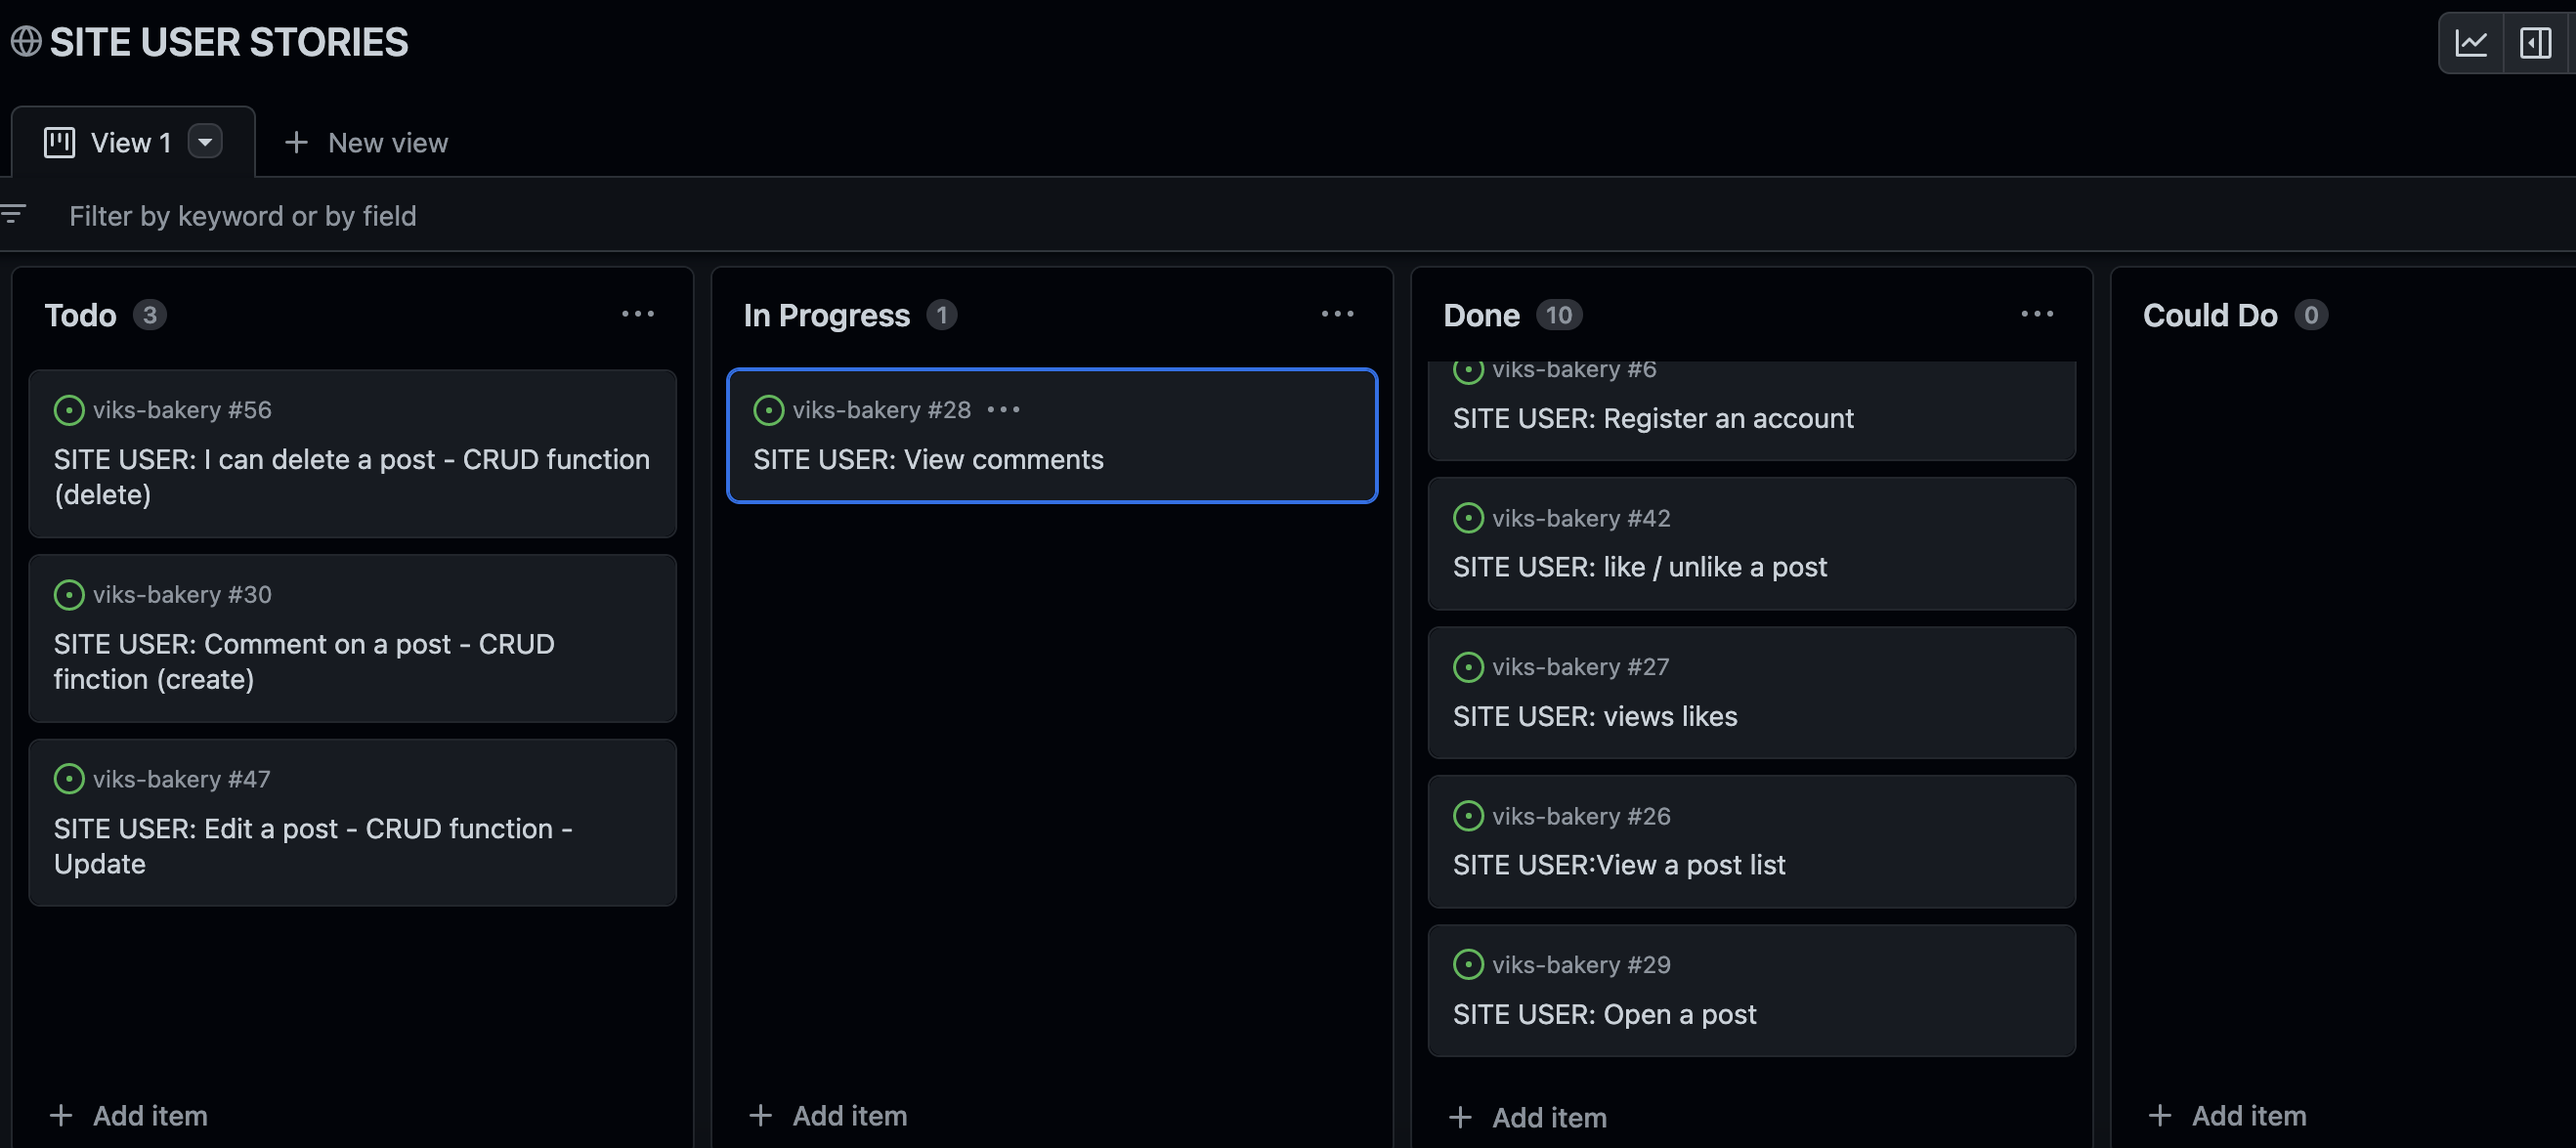 SITE USER STORIES
View 1
New view
Filter by keyword or by field
Todo 3
viks-bakery #56
SITE USER: I can delete a post - CRUD function
(delete)
viks-bakery #30
SITE USER: Comment on a post - CRUD
finction (create)
viks-bakery #47
SITE USER: Edit a post - CRUD function -
Update
Add item
In Progress 1
viks-bakery #28
SITE USER: View comments
Add item
Done 10
viks-bakery #6
SITE USER: Register an account
viks-bakery #42
SITE USER: like / unlike a post
viks-bakery #27
SITE USER: views likes
viks-bakery #26
SITE USER:View a post list
viks-bakery #29
SITE USER: Open a post
Add item
Could Do 0
Add item